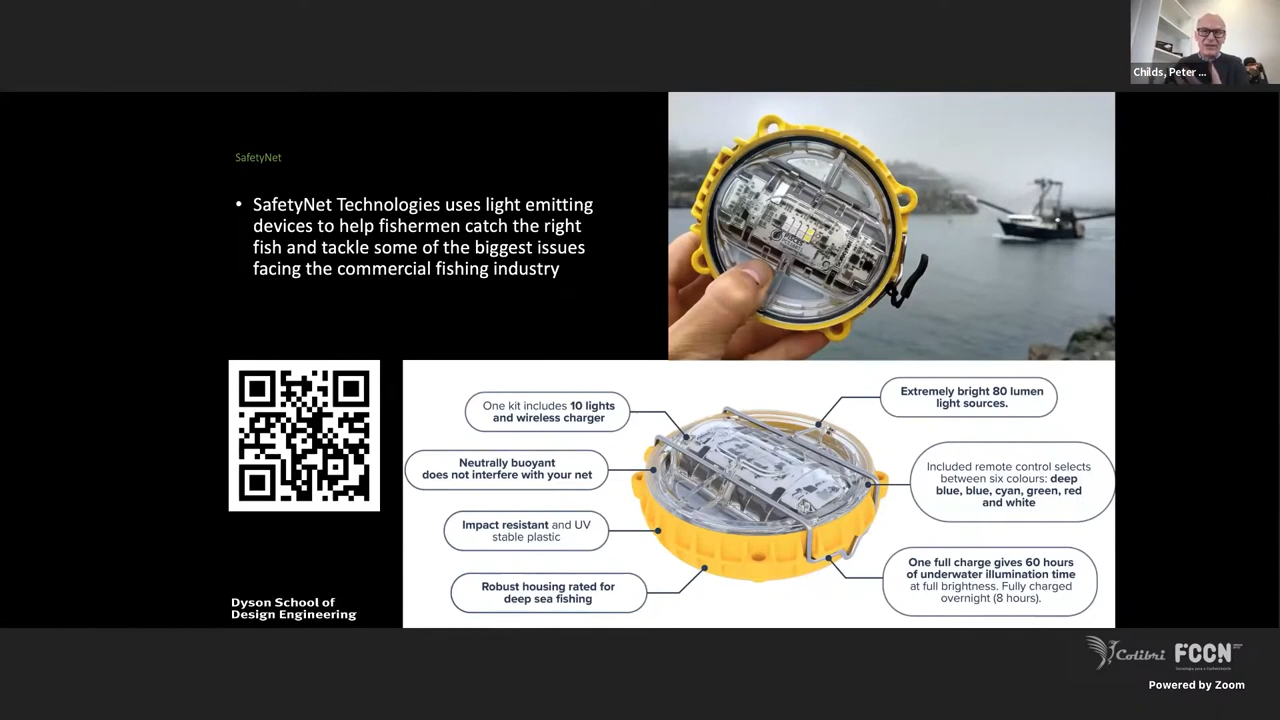 Childs, Peter ...
SafetyNet
• SafetyNet Technologies uses light emitting
devices to help fishermen catch the right
fish and tackle some of the biggest issues
facing the commercial fishing industry
One kit includes 10 lights
and wireless charger
Neutrally buoyant
does not interfere with your net
Impact resistant and UV
stable plastic
Robust housing rated for
deep sea fishing
Extremely bright 80 lumen
light sources.
Included remote control selects
between six colours: deep
blue, blue, cyan, green, red
and white
One full charge gives 60 hours
of underwater illumination time
at full brightness. Fully charged
overnight (8 hours).
Dyson School of
Design Engineering
Colibri
FCCN
Powered by Zoom